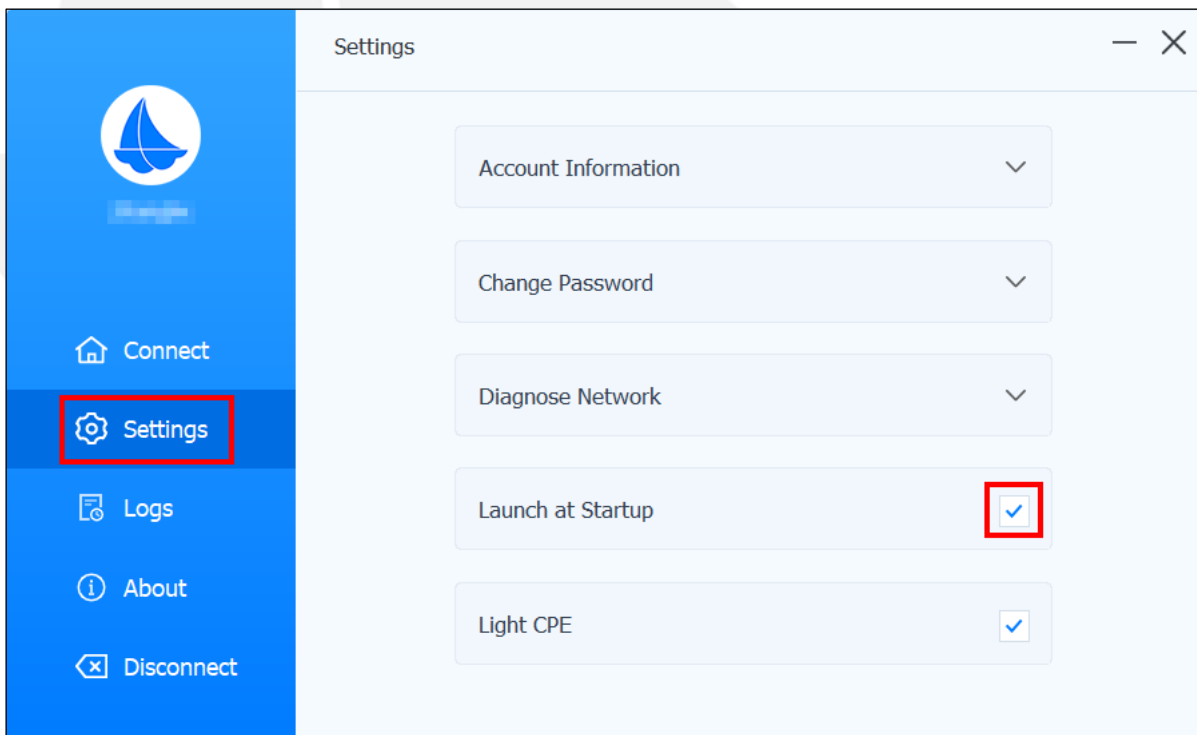 Settings
Account Information
Change Password
Connect
Diagnose Network
Settings
Launch at Startup
Logs
About
Light CPE
Disconnect